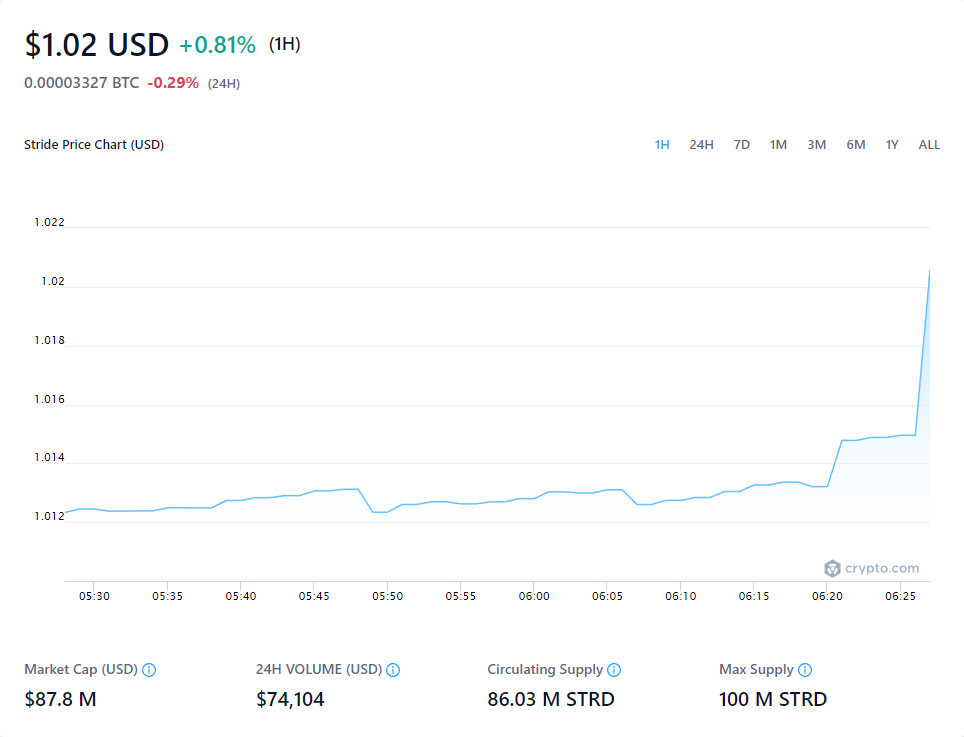 $1.02 USD +0.81% (1H)
0.00003327 BTC -0.29% (24H)
Stride Price Chart (USD)
1H 24H 7D 1M 3M 6M 1Y ALL
1.022
1.02
1.018
1.016
1.014
1.012
crypto.com
05:30 05:35 05:40 05:45 05:50 05:55 06:00 06:05 06:10 06:15 06:20 06:25
Market Cap (USD) 24H VOLUME (USD) Circulating Supply Max Supply
$87.8 M $74,104 86.03 M STRD 100 M STRD